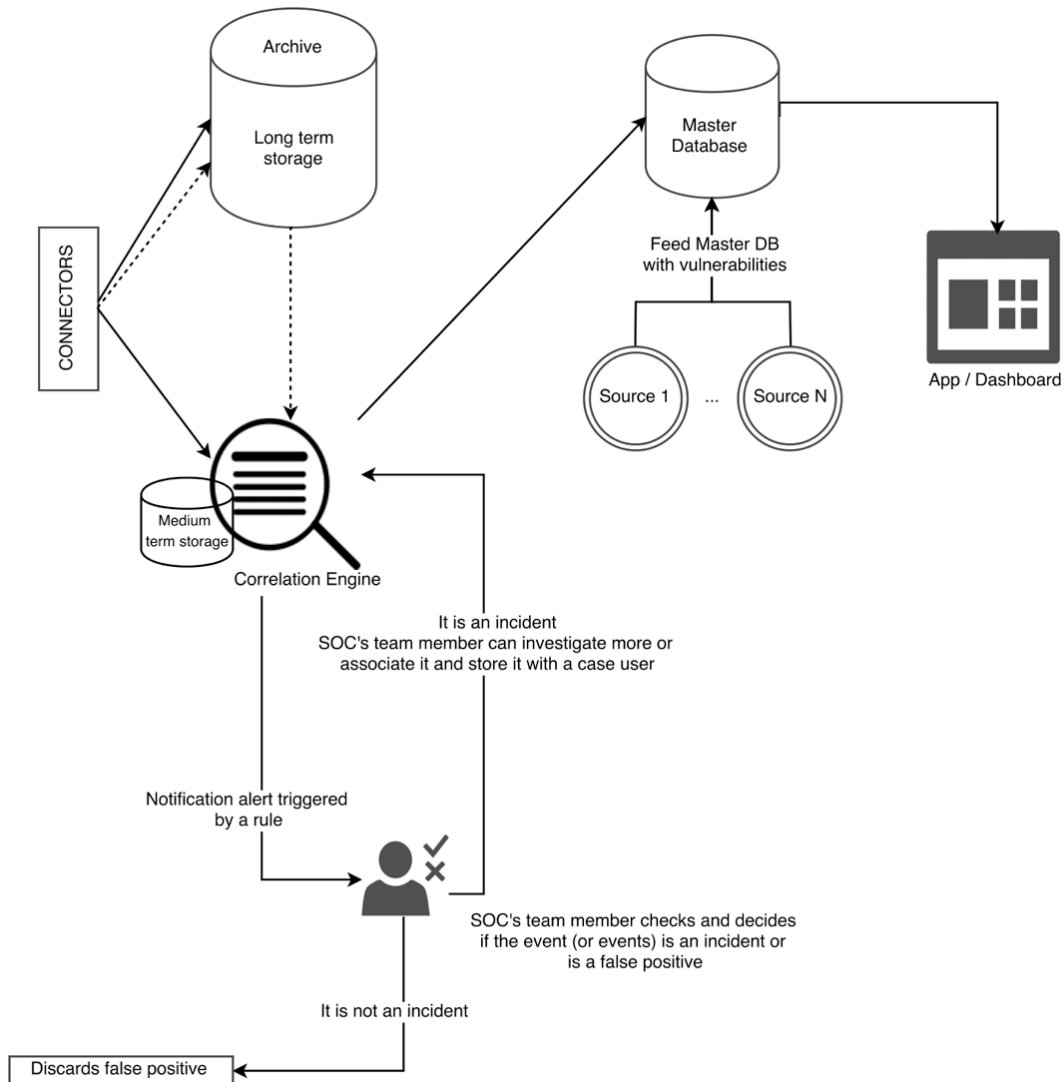 Archive
Long term
storage
Master
Database
CONNECTORS
Feed Master DB
with vulnerabilities
Source 1
...
Source N
App / Dashboard
Medium
term storage
Correlation Engine
It is an incident
SOC's team member can investigate more or
associate it and store it with a case user
Notification alert triggered
by a rule
SOC's team member checks and decides
if the event (or events) is an incident or
is a false positive
It is not an incident
Discards false positive